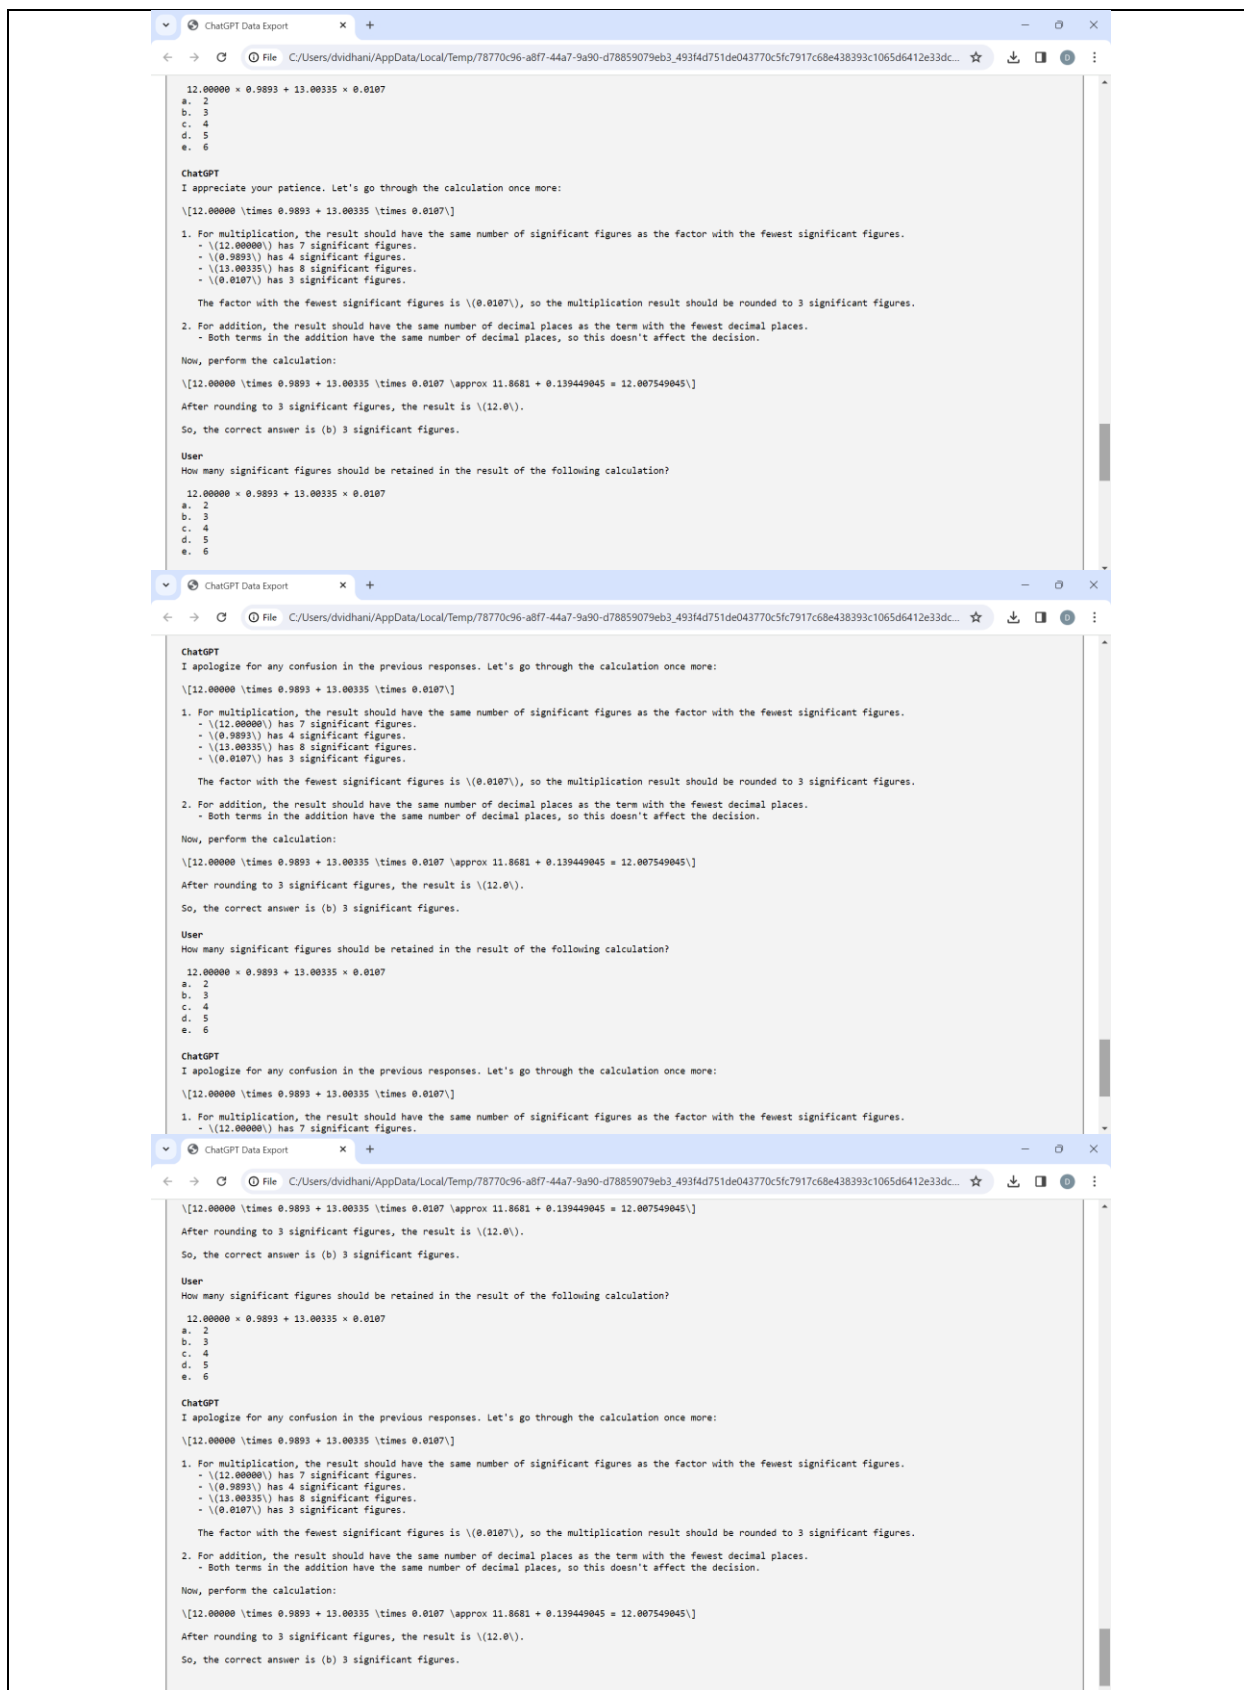 ChatGPT Data Export
File C:/Users/dvidhani/AppData/Local/Temp/78770c96-a8f7-44a7-9a90-d78859079eb3_493f4d751de043770c5fc7917c68e438393c1065d6412e33dc...
D
12.00000 × 0.9893 + 13.00335 × 0.0107
a. 2
b. 3
c. 4
d. 5
e. 6
ChatGPT
I appreciate your patience. Let's go through the calculation once more:
\[12.00000 \times 0.9893 + 13.00335 \times 0.0107\]
1. For multiplication, the result should have the same number of significant figures as the factor with the fewest significant figures.
- \(12.00000\) has 7 significant figures.
- \(0.9893\) has 4 significant figures.
- \(13.00335\) has 8 significant figures.
- \(0.0107\) has 3 significant figures.
The factor with the fewest significant figures is \(0.0107\), so the multiplication result should be rounded to 3 significant figures.
2. For addition, the result should have the same number of decimal places as the term with the fewest decimal places.
- Both terms in the addition have the same number of decimal places, so this doesn't affect the decision.
Now, perform the calculation:
\[12.00000 \times 0.9893 + 13.00335 \times 0.0107 \approx 11.8681 + 0.139449045 = 12.007549045\]
After rounding to 3 significant figures, the result is \(12.0\).
So, the correct answer is (b) 3 significant figures.
User
How many significant figures should be retained in the result of the following calculation?
12.00000 × 0.9893 + 13.00335 × 0.0107
a. 2
b. 3
c. 4
d. 5
e. 6
ChatGPT Data Export
File C:/Users/dvidhani/AppData/Local/Temp/78770c96-a8f7-44a7-9a90-d78859079eb3_493f4d751de043770c5fc7917c68e438393c1065d6412e33dc...
D
ChatGPT
I apologize for any confusion in the previous responses. Let's go through the calculation once more:
\[12.00000 \times 0.9893 + 13.00335 \times 0.0107\]
1. For multiplication, the result should have the same number of significant figures as the factor with the fewest significant figures.
- \(12.00000\) has 7 significant figures.
- \(0.9893\) has 4 significant figures.
- \(13.00335\) has 8 significant figures.
- \(0.0107\) has 3 significant figures.
The factor with the fewest significant figures is \(0.0107\), so the multiplication result should be rounded to 3 significant figures.
2. For addition, the result should have the same number of decimal places as the term with the fewest decimal places.
- Both terms in the addition have the same number of decimal places, so this doesn't affect the decision.
Now, perform the calculation:
\[12.00000 \times 0.9893 + 13.00335 \times 0.0107 \approx 11.8681 + 0.139449045 = 12.007549045\]
After rounding to 3 significant figures, the result is \(12.0\).
So, the correct answer is (b) 3 significant figures.
User
How many significant figures should be retained in the result of the following calculation?
12.00000 × 0.9893 + 13.00335 × 0.0107
a. 2
b. 3
c. 4
d. 5
e. 6
ChatGPT
I apologize for any confusion in the previous responses. Let's go through the calculation once more:
\[12.00000 \times 0.9893 + 13.00335 \times 0.0107\]
1. For multiplication, the result should have the same number of significant figures as the factor with the fewest significant figures.
- \(12.00000\) has 7 significant figures.
ChatGPT Data Export
File C:/Users/dvidhani/AppData/Local/Temp/78770c96-a8f7-44a7-9a90-d78859079eb3_493f4d751de043770c5fc7917c68e438393c1065d6412e33dc...
D
\[12.00000 \times 0.9893 + 13.00335 \times 0.0107 \approx 11.8681 + 0.139449045 = 12.007549045\]
After rounding to 3 significant figures, the result is \(12.0\).
So, the correct answer is (b) 3 significant figures.
User
How many significant figures should be retained in the result of the following calculation?
12.00000 × 0.9893 + 13.00335 × 0.0107
a. 2
b. 3
c. 4
d. 5
e. 6
ChatGPT
I apologize for any confusion in the previous responses. Let's go through the calculation once more:
\[12.00000 \times 0.9893 + 13.00335 \times 0.0107\]
1. For multiplication, the result should have the same number of significant figures as the factor with the fewest significant figures.
- \(12.00000\) has 7 significant figures.
- \(0.9893\) has 4 significant figures.
- \(13.00335\) has 8 significant figures.
- \(0.0107\) has 3 significant figures.
The factor with the fewest significant figures is \(0.0107\), so the multiplication result should be rounded to 3 significant figures.
2. For addition, the result should have the same number of decimal places as the term with the fewest decimal places.
- Both terms in the addition have the same number of decimal places, so this doesn't affect the decision.
Now, perform the calculation:
\[12.00000 \times 0.9893 + 13.00335 \times 0.0107 \approx 11.8681 + 0.139449045 = 12.007549045\]
After rounding to 3 significant figures, the result is \(12.0\).
So, the correct answer is (b) 3 significant figures.